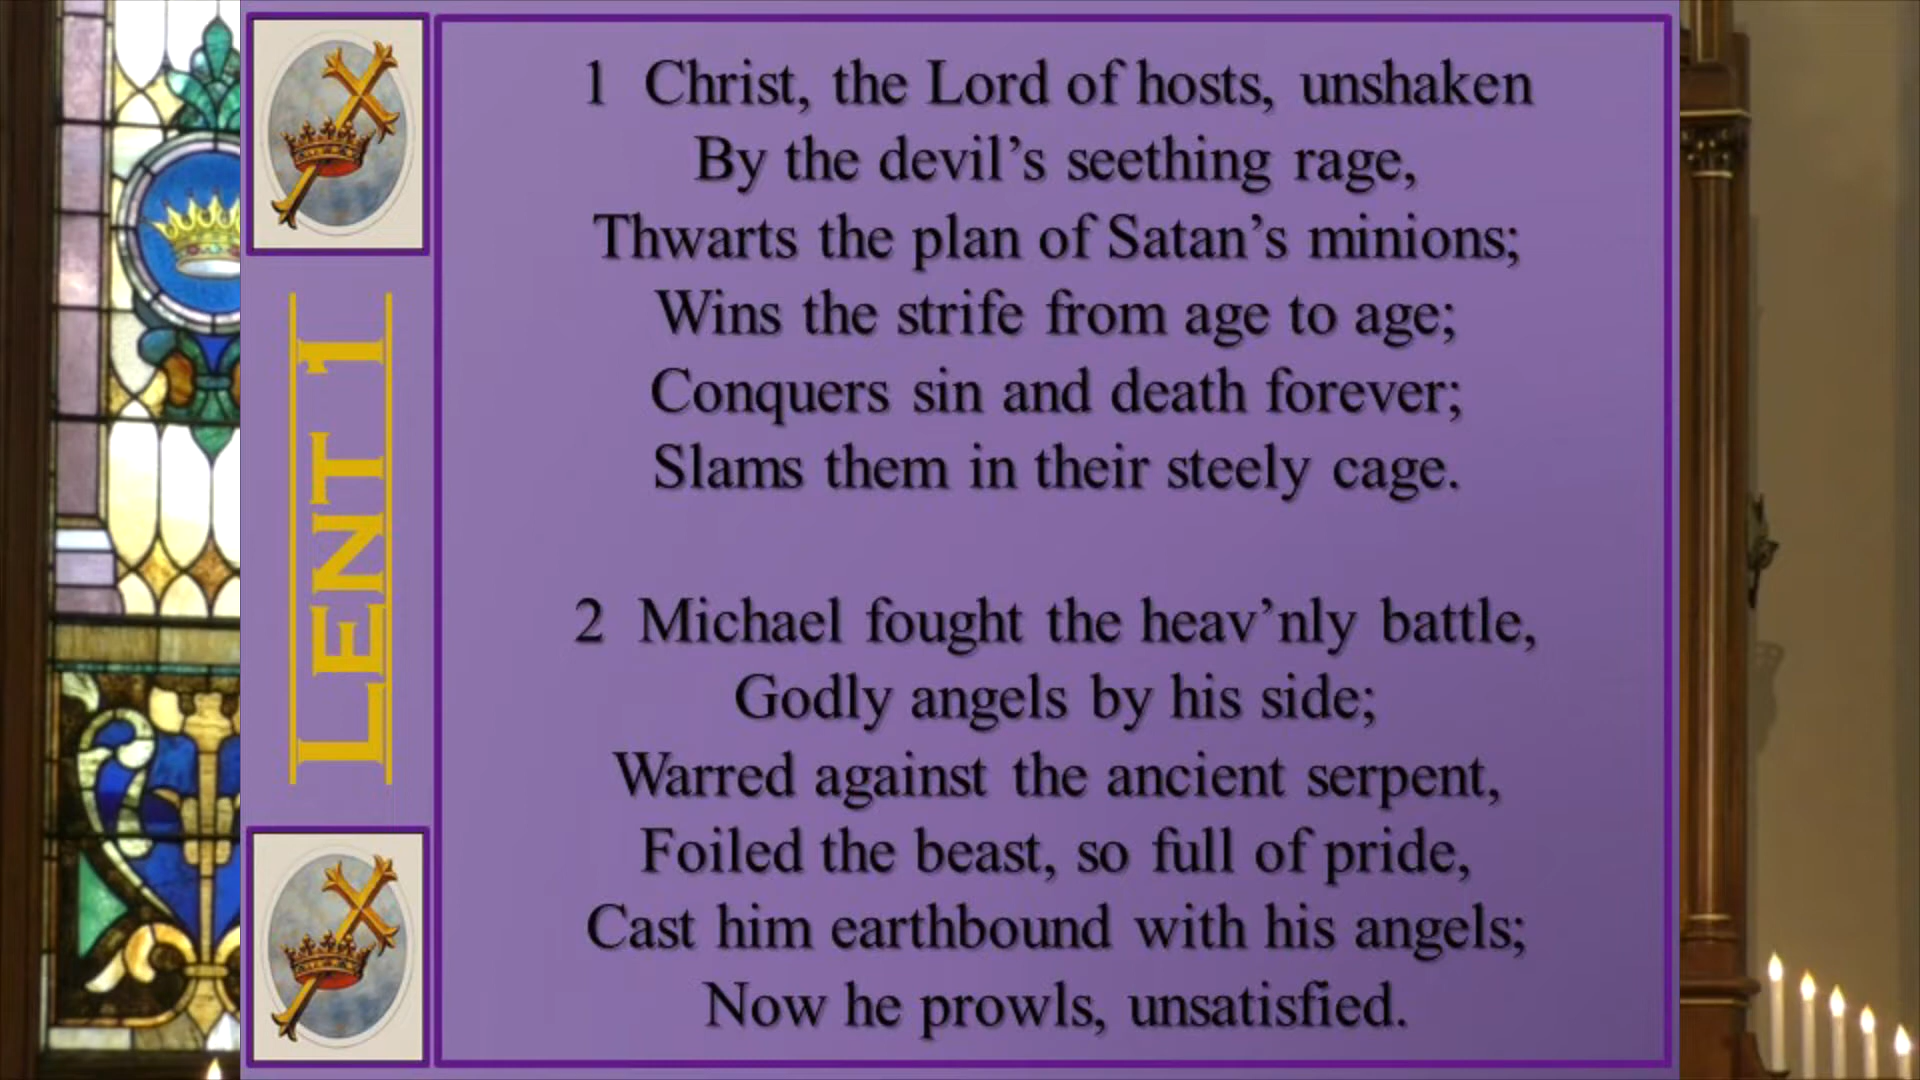 LENT 1
1 Christ, the Lord of hosts, unshaken
By the devil’s seething rage,
Thwarts the plan of Satan’s minions;
Wins the strife from age to age;
Conquers sin and death forever;
Slams them in their steely cage.
2 Michael fought the heav’nly battle,
Godly angels by his side;
Warred against the ancient serpent,
Foiled the beast, so full of pride,
Cast him earthbound with his angels;
Now he prowls, unsatisfied.